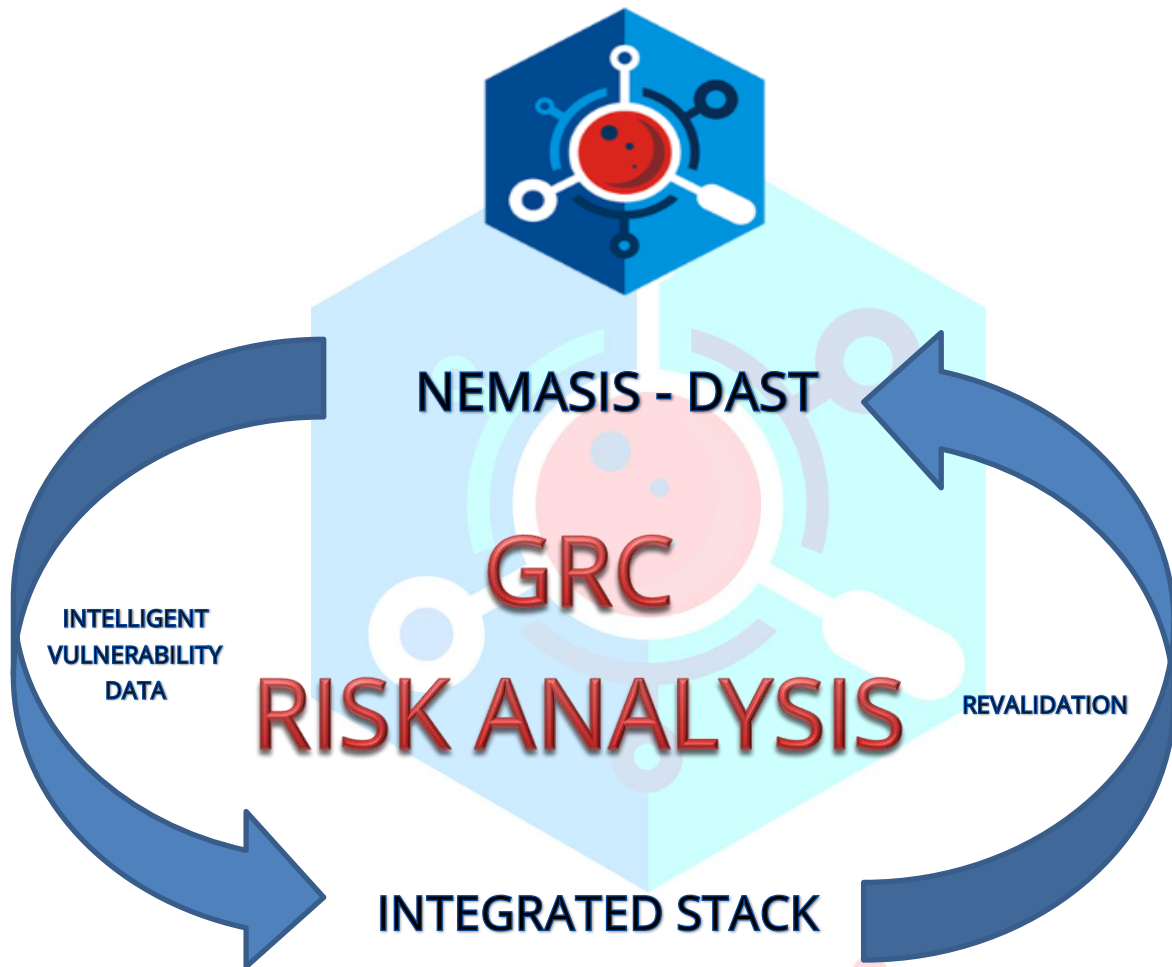 NEMASIS - DAST
GRC
RISK ANALYSIS
INTELLIGENT
VULNERABILITY
DATA
REVALIDATION
INTEGRATED STACK